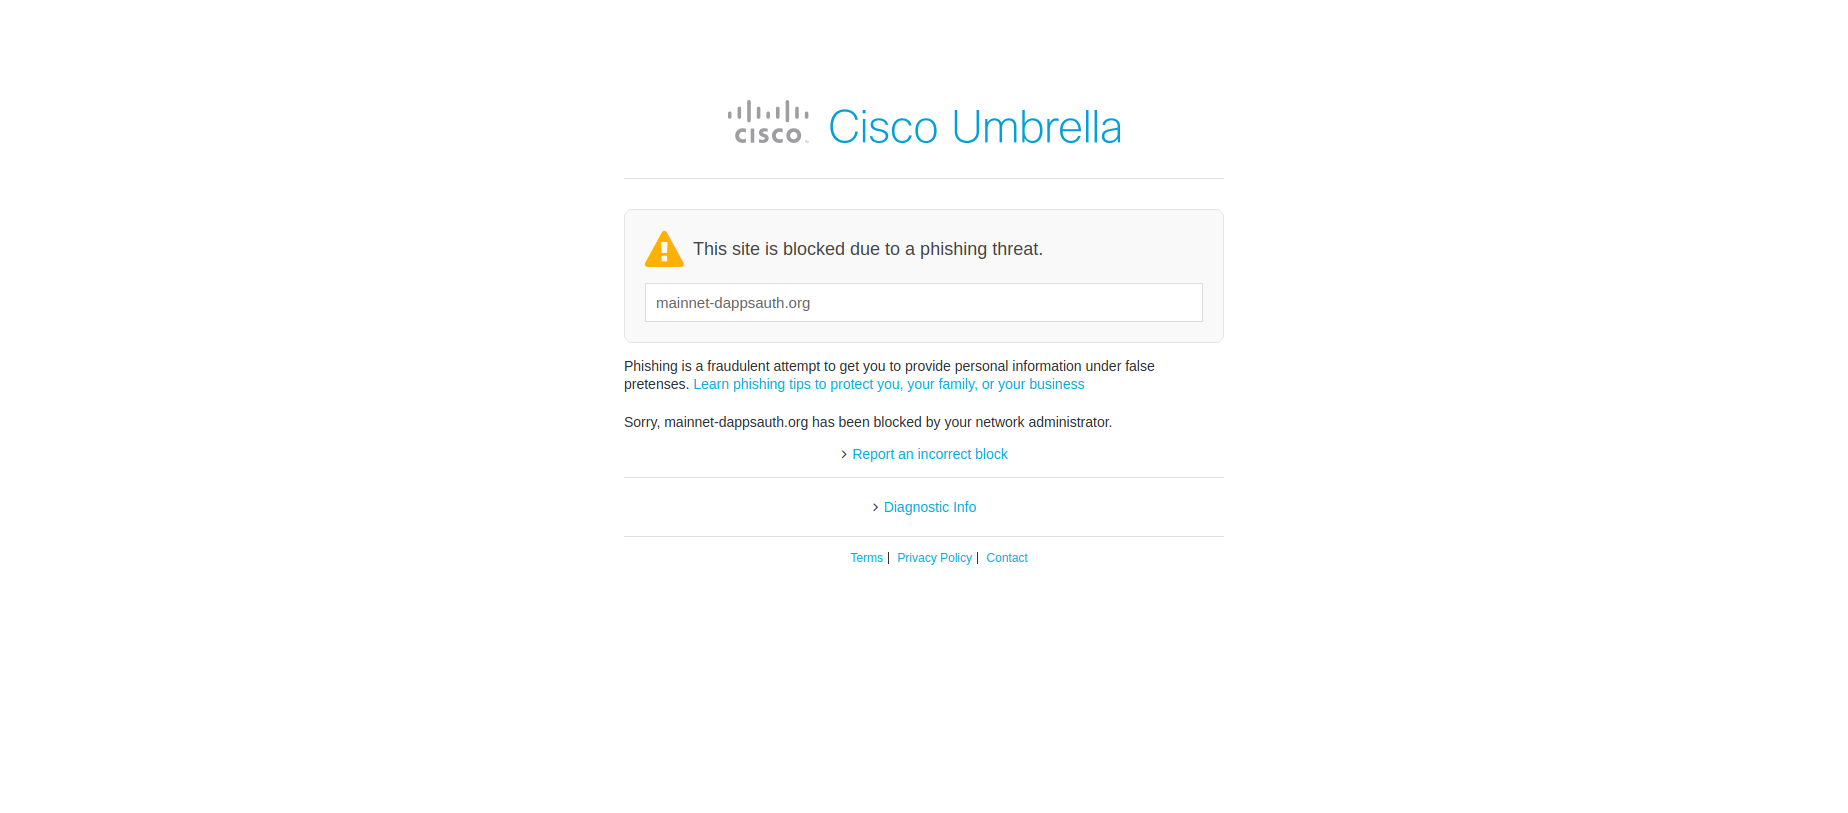 cisco Cisco Umbrella
This site is blocked due to a phishing threat.
mainnet-dappsauth.org
Phishing is a fraudulent attempt to get you to provide personal information under false
pretenses. Learn phishing tips to protect you, your family, or your business
Sorry, mainnet-dappsauth.org has been blocked by your network administrator.
Report an incorrect block
Diagnostic Info
Terms | Privacy Policy | Contact